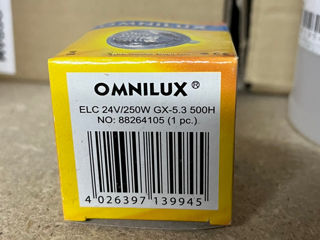 OMNILUX®
ELC 24V/250W GX-5.3 500H
NO: 88264105 (1 pc.)
4 026397 139945